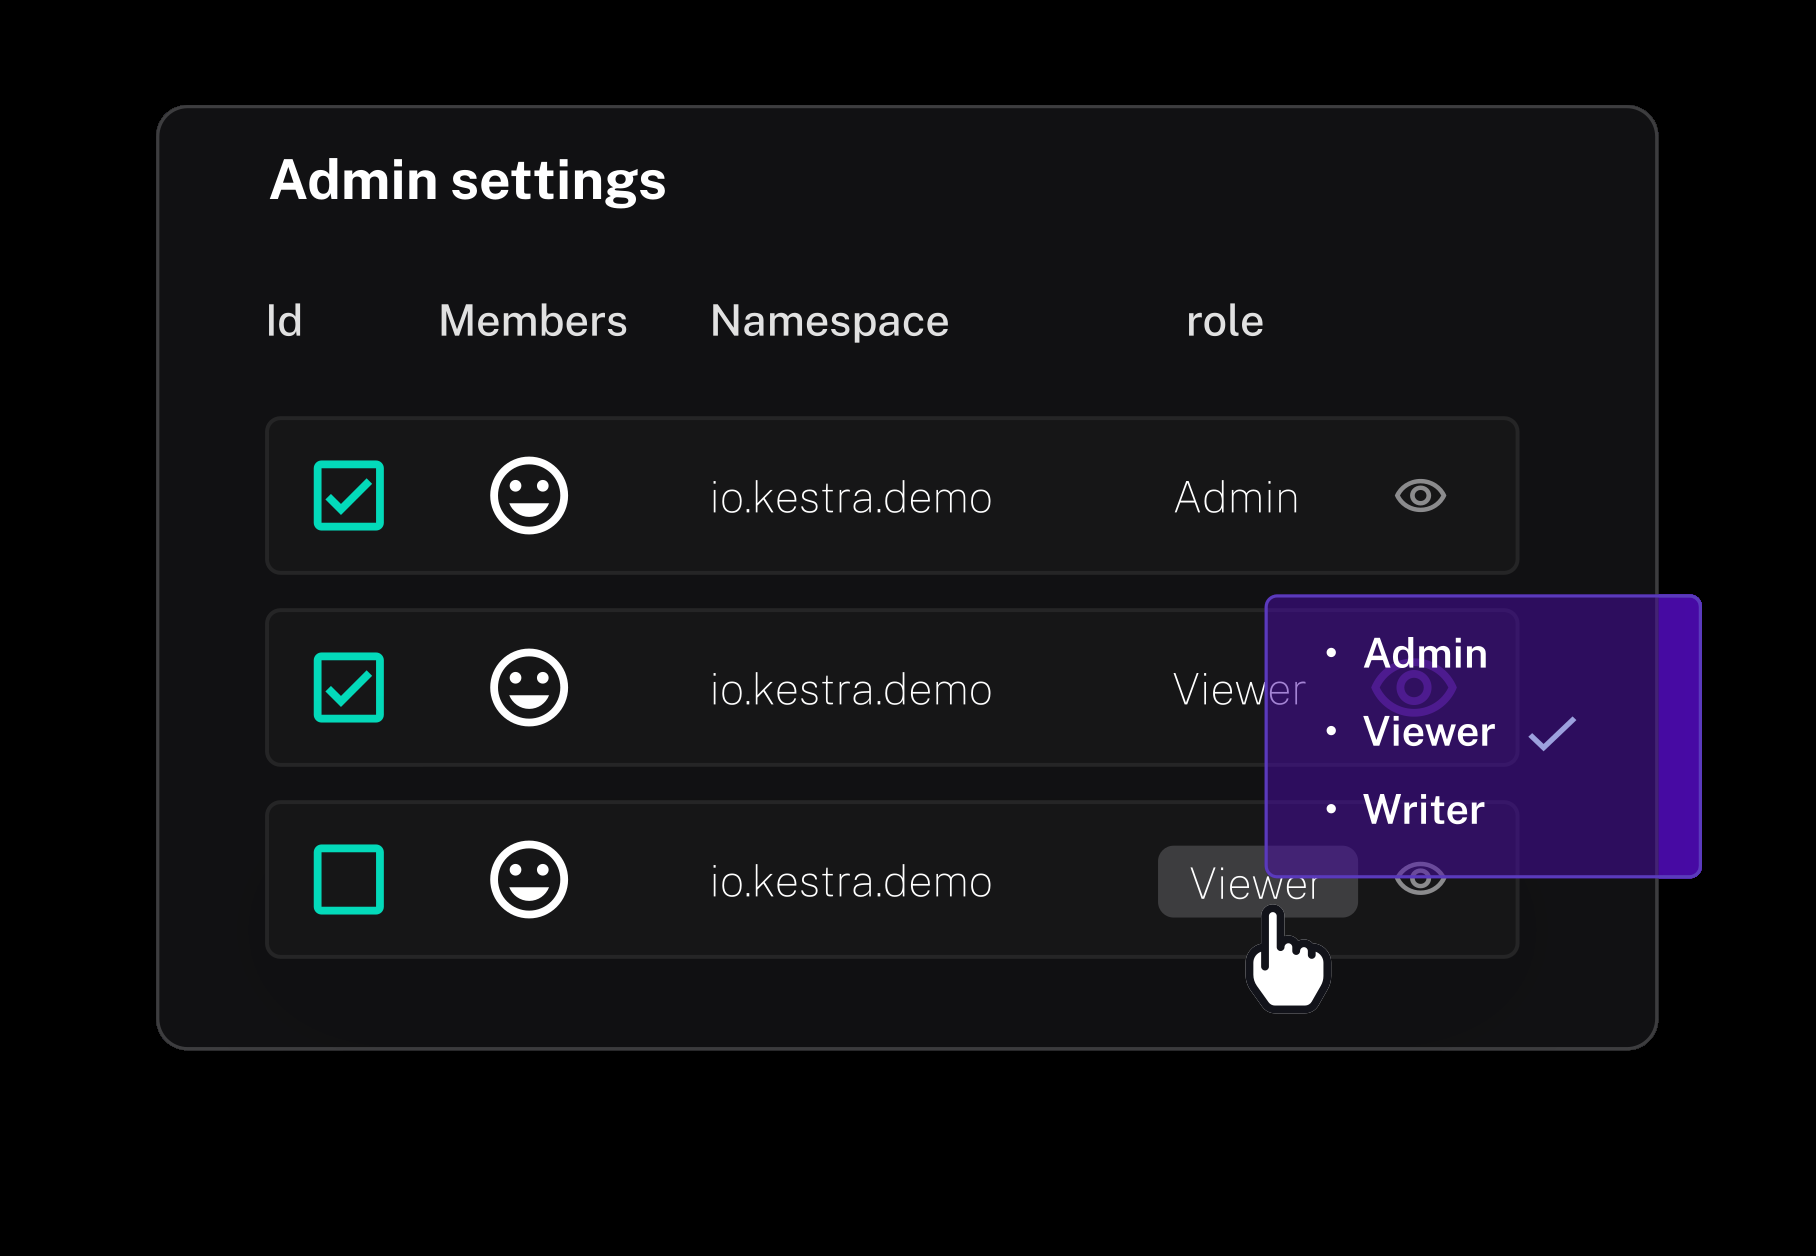 Admin settings
Id Members Namespace role
io.kestra.demo Admin
io.kestra.demo Viewer
io.kestra.demo Viewer
• Admin
• Viewer
• Writer